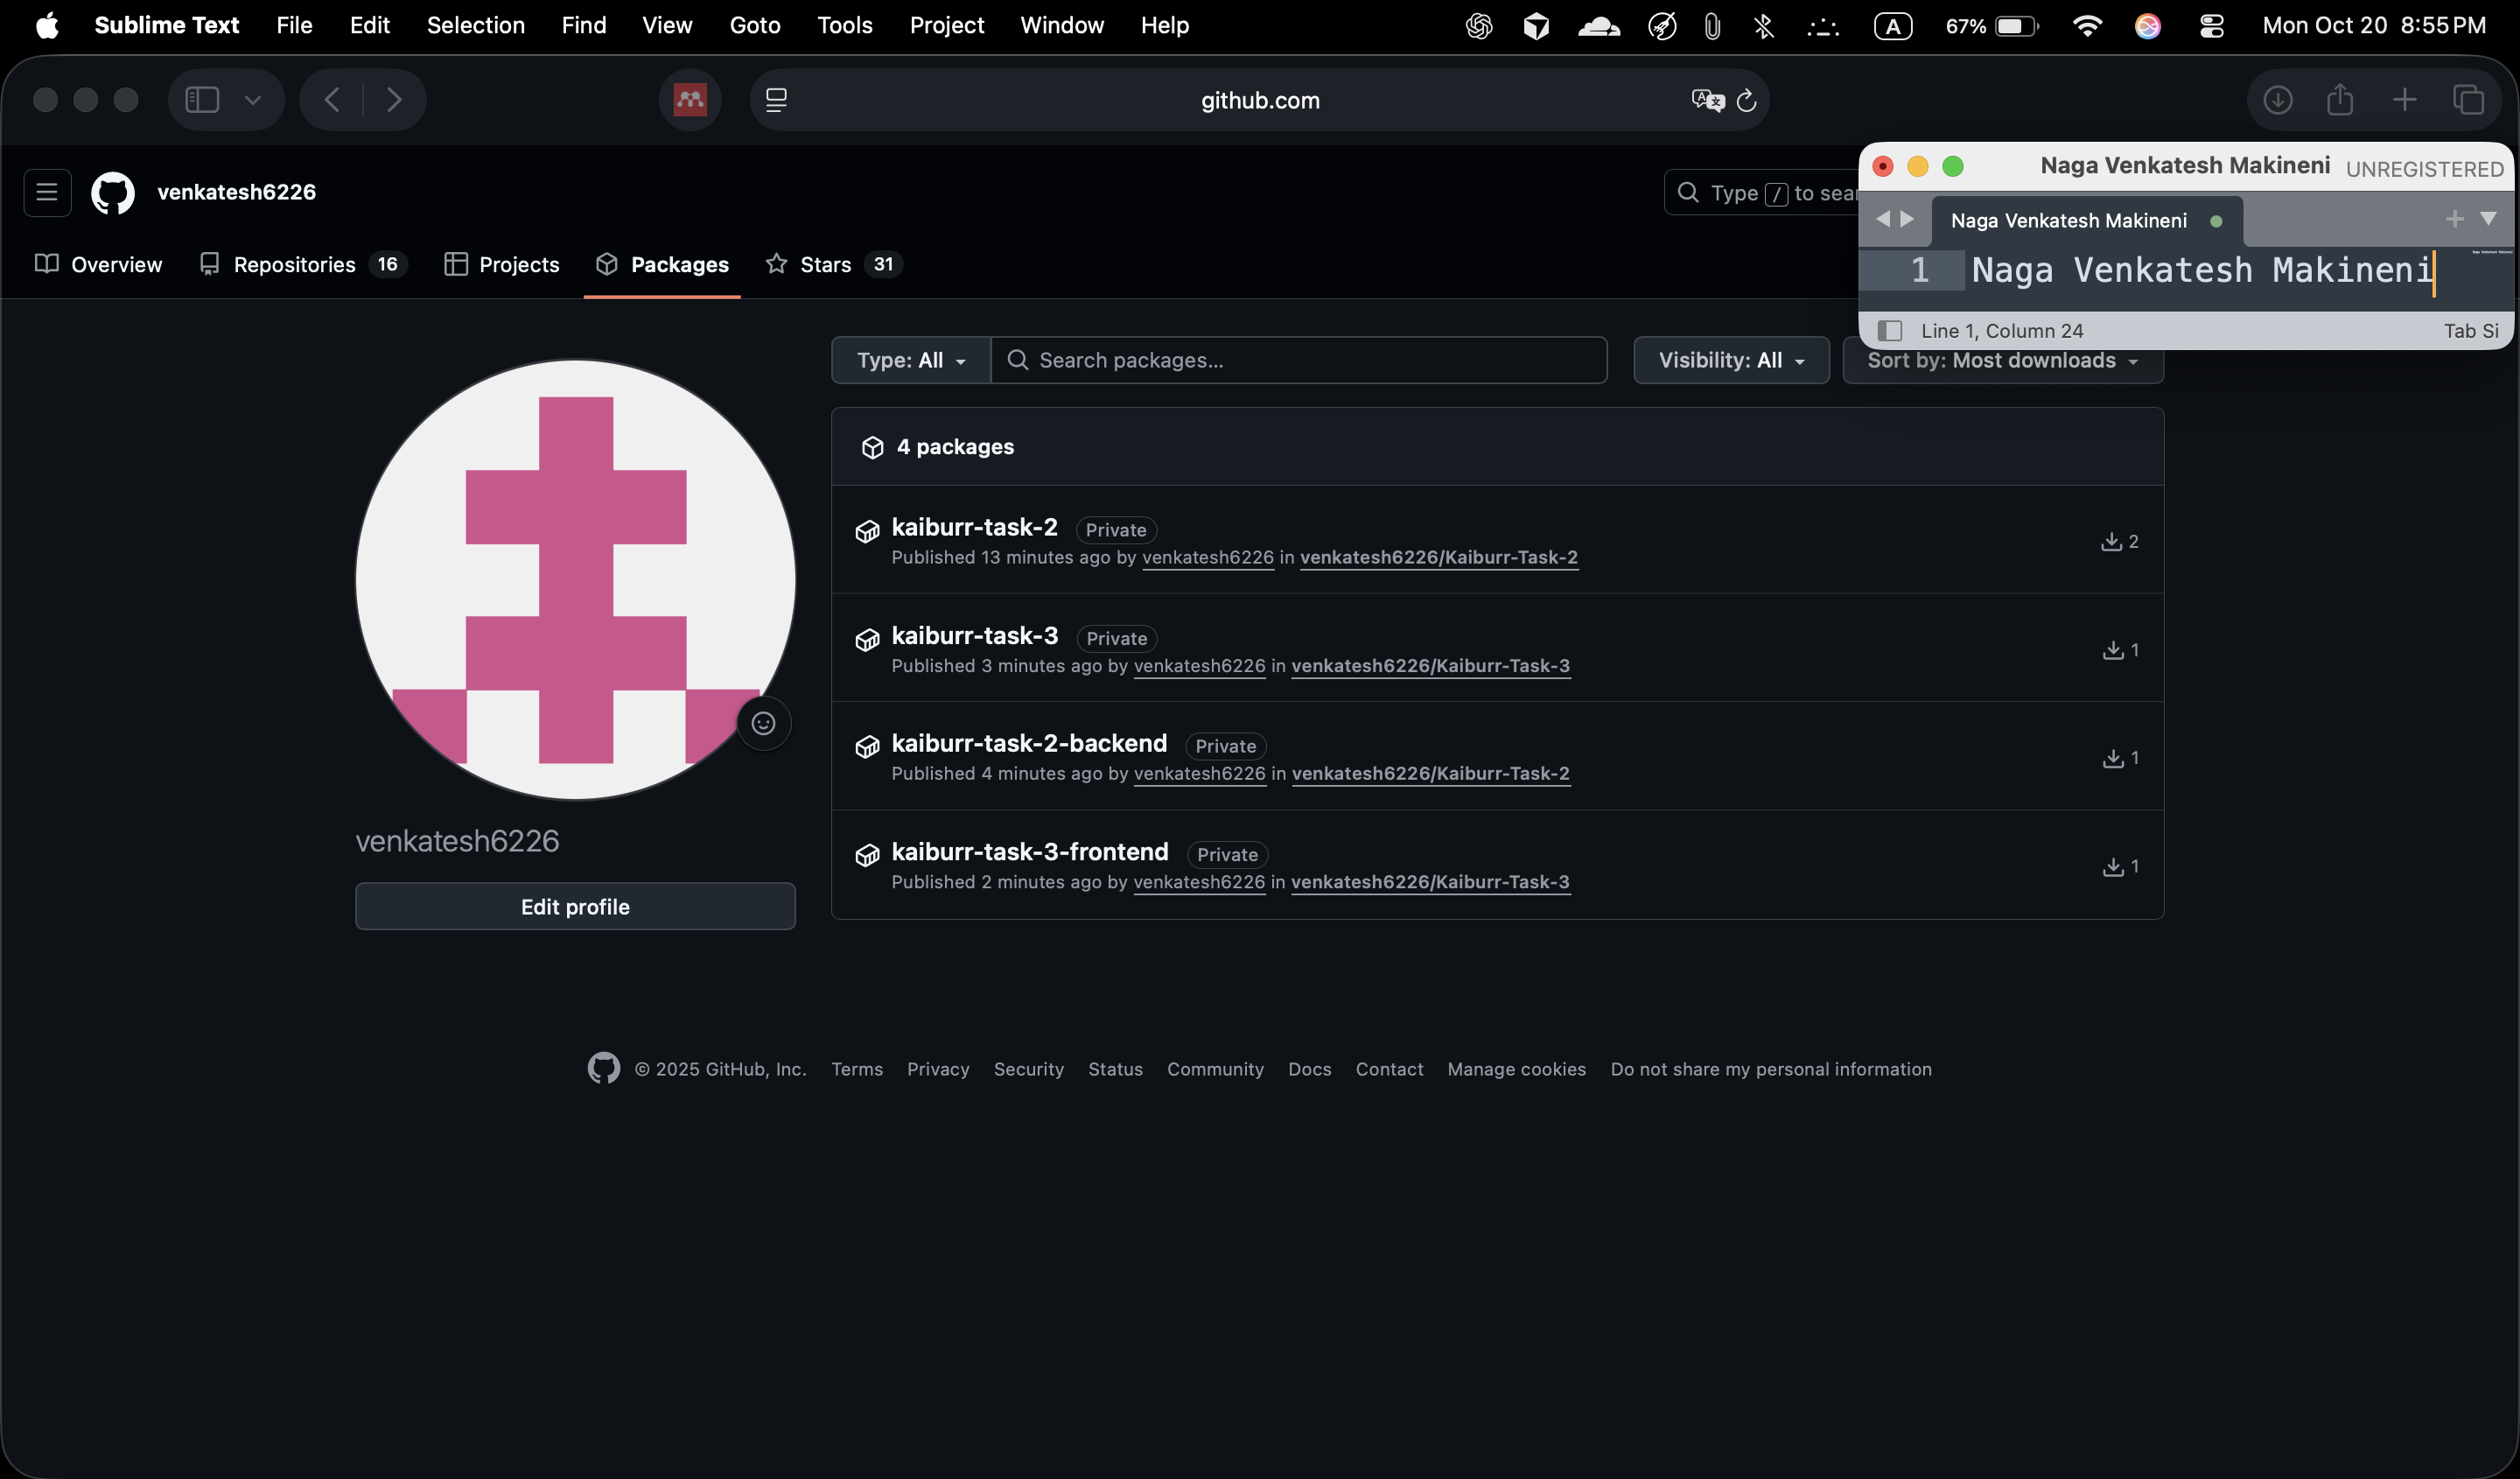 Sublime Text File Edit Selection Find View Goto Tools Project Window Help A 67% Mon Oct 20 8:55 PM
github.com
venkatesh6226
Type / to sear
Overview Repositories 16 Projects Packages Stars 31
Naga Venkatesh Makineni UNREGISTERED
Naga Venkatesh Makineni
1 Naga Venkatesh Makineni
Line 1, Column 24 Tab Si
Type: All Search packages... Visibility: All Sort by: Most downloads
4 packages
kaiburr-task-2 Private
Published 13 minutes ago by venkatesh6226 in venkatesh6226/Kaiburr-Task-2
2
kaiburr-task-3 Private
Published 3 minutes ago by venkatesh6226 in venkatesh6226/Kaiburr-Task-3
1
kaiburr-task-2-backend Private
Published 4 minutes ago by venkatesh6226 in venkatesh6226/Kaiburr-Task-2
1
kaiburr-task-3-frontend Private
Published 2 minutes ago by venkatesh6226 in venkatesh6226/Kaiburr-Task-3
1
venkatesh6226
Edit profile
© 2025 GitHub, Inc. Terms Privacy Security Status Community Docs Contact Manage cookies Do not share my personal information